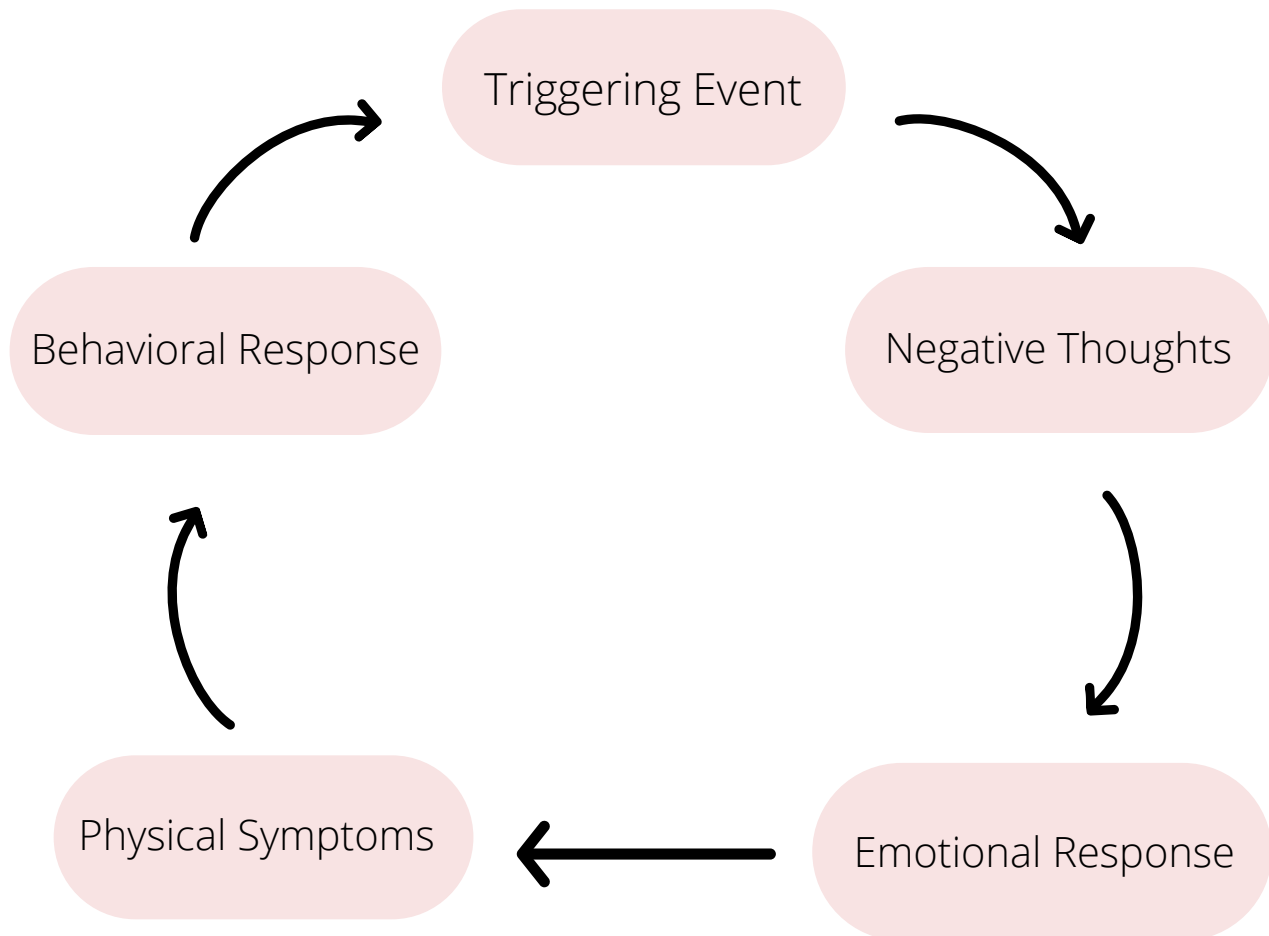 Triggering Event
Negative Thoughts
Emotional Response
Physical Symptoms
Behavioral Response